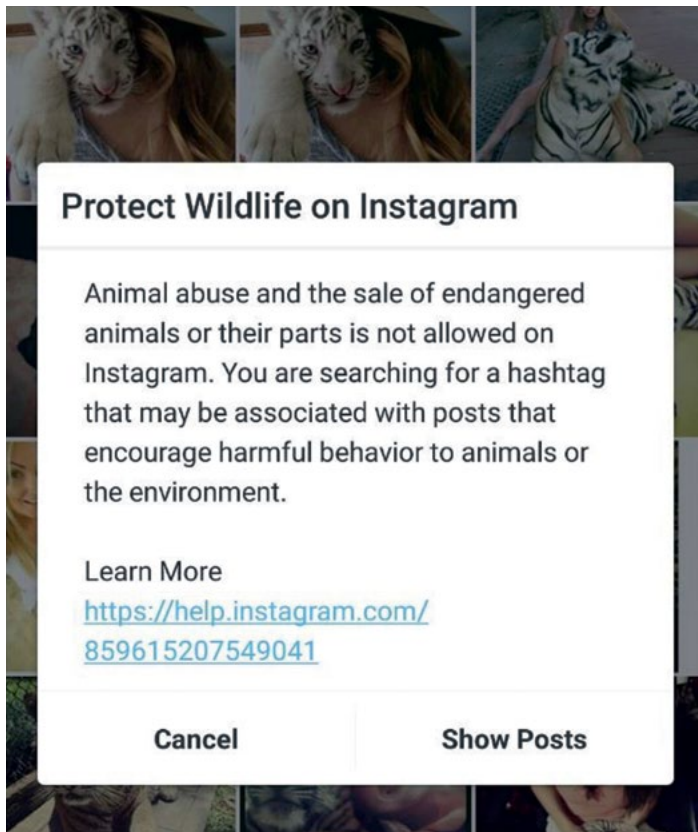 Protect Wildlife on Instagram
Animal abuse and the sale of endangered
animals or their parts is not allowed on
Instagram. You are searching for a hashtag
that may be associated with posts that
encourage harmful behavior to animals or
the environment.
Learn More
https://help.instagram.com/
859615207549041
Cancel
Show Posts